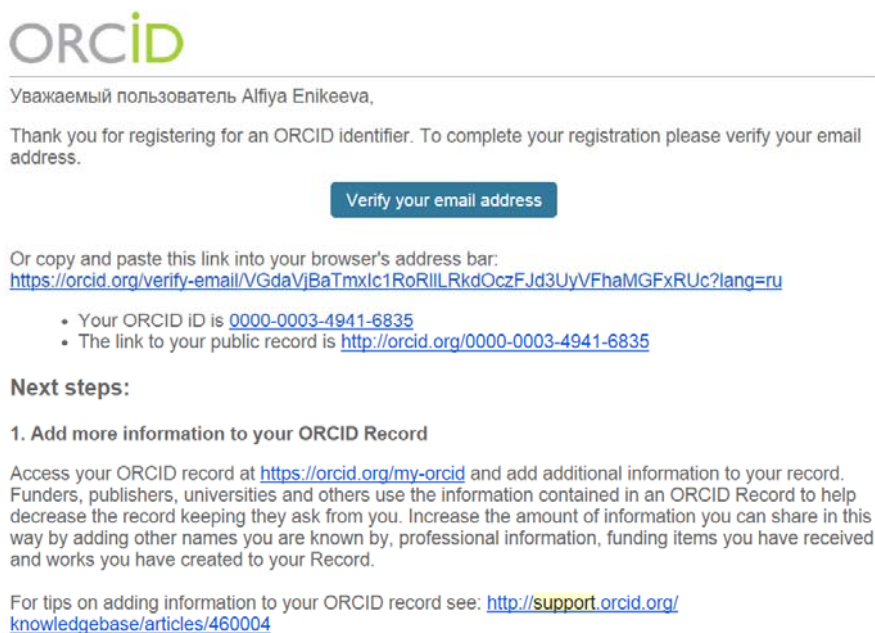 ORCiD
Уважаемый пользователь Alfiya Enikeeva,
Thank you for registering for an ORCID identifier. To complete your registration please verify your email
address.
Verify your email address
Or copy and paste this link into your browser's address bar:
https://orcid.org/verify-email/VGdaVjBaTmxIc1RoRllLRkdOczFJd3UyVFhaMGFxRUc?lang=ru
• Your ORCID iD is 0000-0003-4941-6835
• The link to your public record is http://orcid.org/0000-0003-4941-6835
Next steps:
1. Add more information to your ORCID Record
Access your ORCID record at https://orcid.org/my-orcid and add additional information to your record.
Funders, publishers, universities and others use the information contained in an ORCID Record to help
decrease the record keeping they ask from you. Increase the amount of information you can share in this
way by adding other names you are known by, professional information, funding items you have received
and works you have created to your Record.
For tips on adding information to your ORCID record see: http://support.orcid.org/
knowledgebase/articles/460004